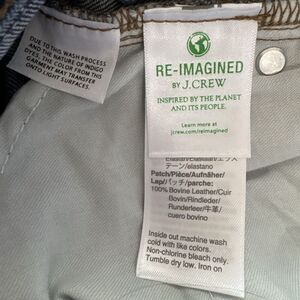 DUE TO THIS WASH PROCESS
AND THE NATURE OF INDIGO
DYES, THE COLOR FROM THIS
GARMENT MAY TRANSFER
ONTO LIGHT SURFACES.
RE-IMAGINED
BY J.CREW
INSPIRED BY THE PLANET
AND ITS PEOPLE.
Learn more at
jcrew.com/reimagined
テン/elastano
Patch/Pièce/Aufnäher/
Lap/パッチ/parche:
100% Bovine Leather/Cuir
Bovin/Rindleder/
Runderleer/牛革/
cuero bovino
Inside out machine wash
cold with like colors.
Non-chlorine bleach only.
Tumble dry low. Iron on